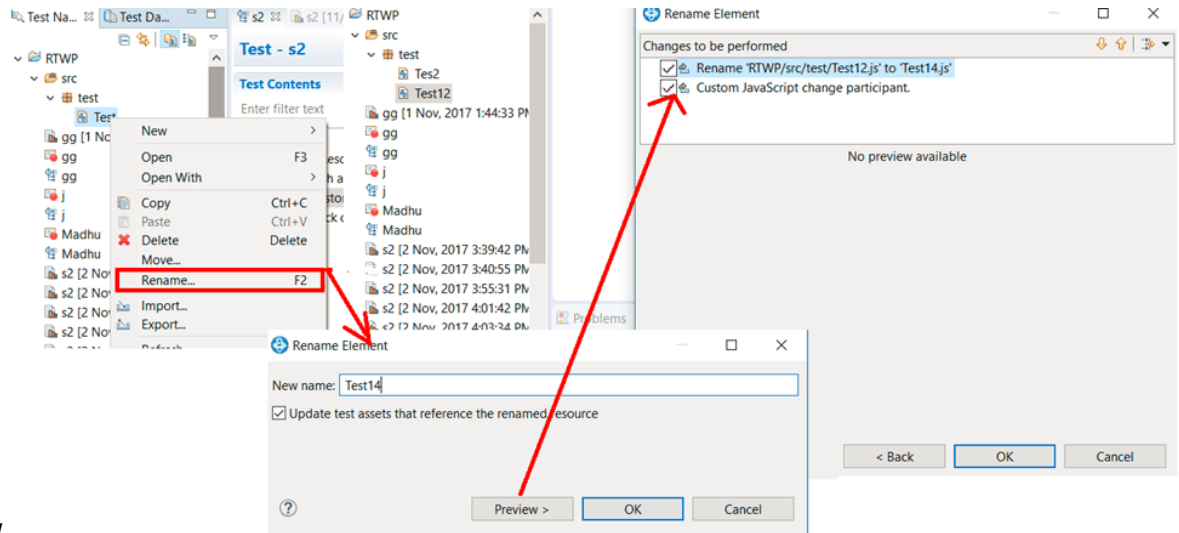 Test Na...
Test Da...
RTWP
src
test
Test
gg [1 No
gg
gg
j
j
Madhu
Madhu
s2 [2 Nov
s2 [2 Nov
s2 [2 Nov
s2 [2 Nov
New
Open F3
Open With
Copy Ctrl+C
Paste Ctrl+V
Delete Delete
Move...
Rename... F2
Import...
Export...
s2
s2 [11/
Test - s2
Test Contents
Enter filter text
RTWP
src
test
Tes2
Test12
gg [1 Nov, 2017 1:44:33 PM
gg
gg
j
j
Madhu
Madhu
s2 [2 Nov, 2017 3:39:42 PM
s2 [2 Nov, 2017 3:40:55 PM
s2 [2 Nov, 2017 3:55:31 PM
s2 [2 Nov, 2017 4:01:42 PM
s2 [2 Nov, 2017 4:03:34 PM
Problems
Rename Element
New name: Test14
Update test assets that reference the renamed resource
Preview > OK Cancel
Rename Element
Changes to be performed
Rename 'RTWP/src/test/Test12.js' to 'Test14.js'
Custom JavaScript change participant.
No preview available
< Back OK Cancel